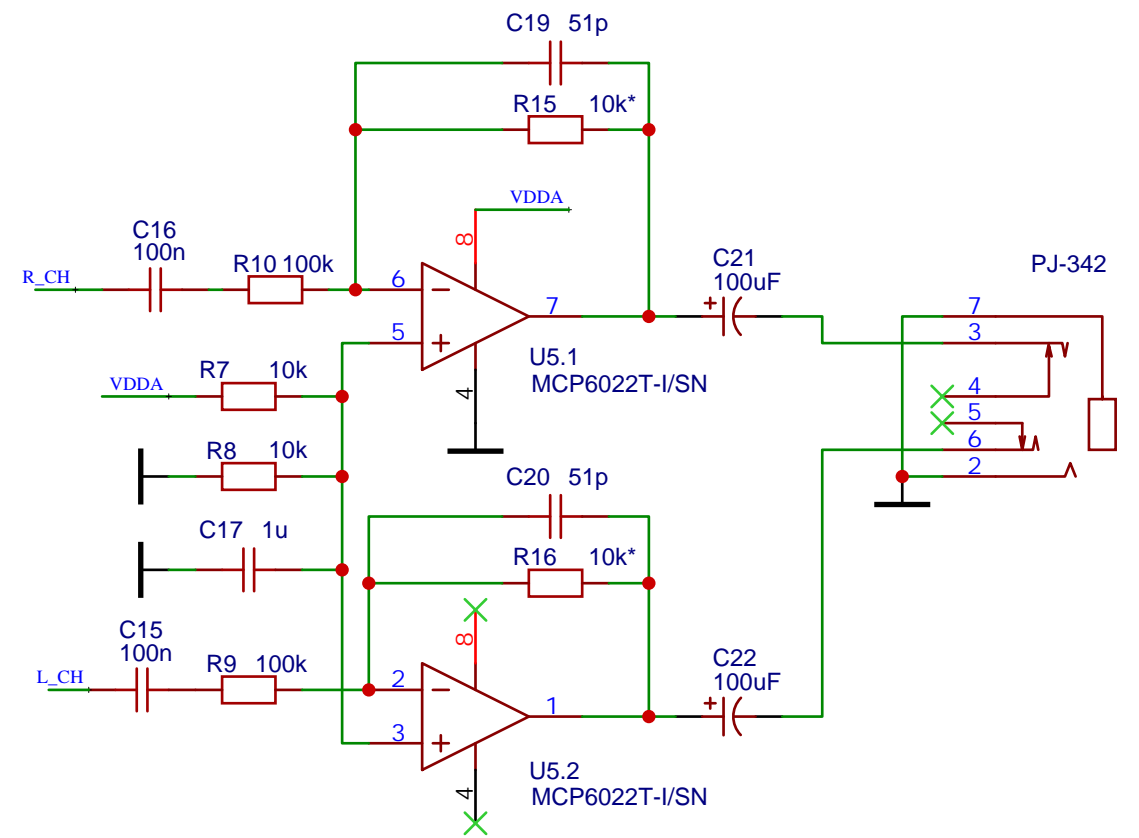 C19 51p
R15 10k*
VDDA
8
C16
100n
R10 100k
R_CH
6
5
7
4
U5.1
MCP6022T-I/SN
C21
100uF
PJ-342
7
3
4
5
6
2
R7 10k
VDDA
R8 10k
C17 1u
C20 51p
R16 10k*
8
C15
100n
R9 100k
L_CH
2
3
1
4
U5.2
MCP6022T-I/SN
C22
100uF